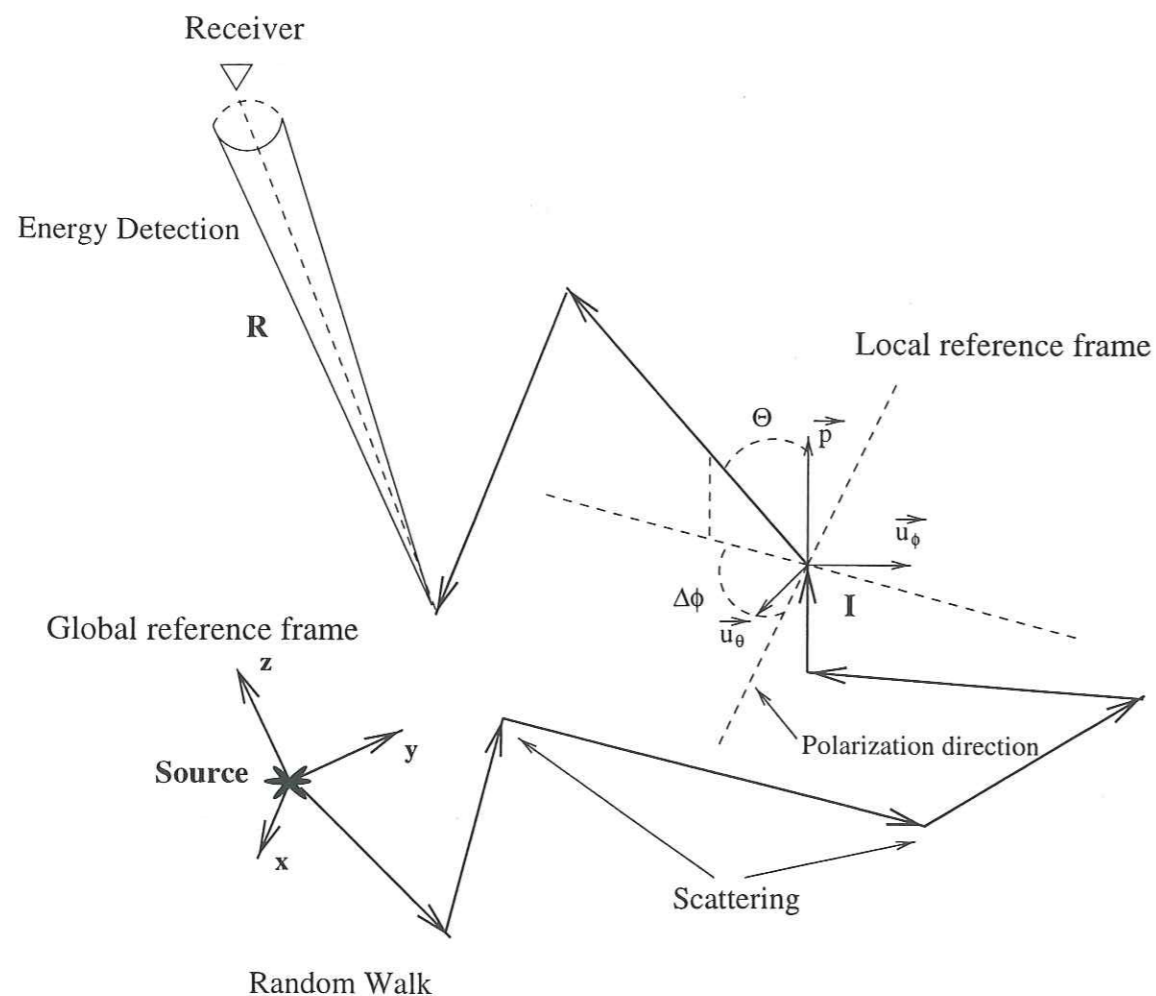 Receiver
Energy Detection
R
Local reference frame
Θ
p
u_ϕ
Δϕ
u_θ
I
Global reference frame
z
y
Source
x
Polarization direction
Scattering
Random Walk